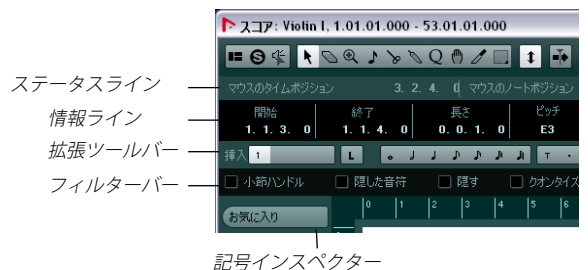 スコア: Violin I, 1.01.01.000 - 53.01.01.000
ステータスライン
マウスのタイムポジション 3. 2. 4. 0 マウスのノートポジション
情報ライン
開始 終了 長さ ピッチ
1. 1. 3. 0 1. 1. 4. 0 0. 0. 1. 0 E3
拡張ツールバー
挿入 1 L T
フィルターバー
小節ハンドル 隠した音符 隠す クオンタイズ
お気に入り
0 1 2 3 4 5 6
記号インスペクター